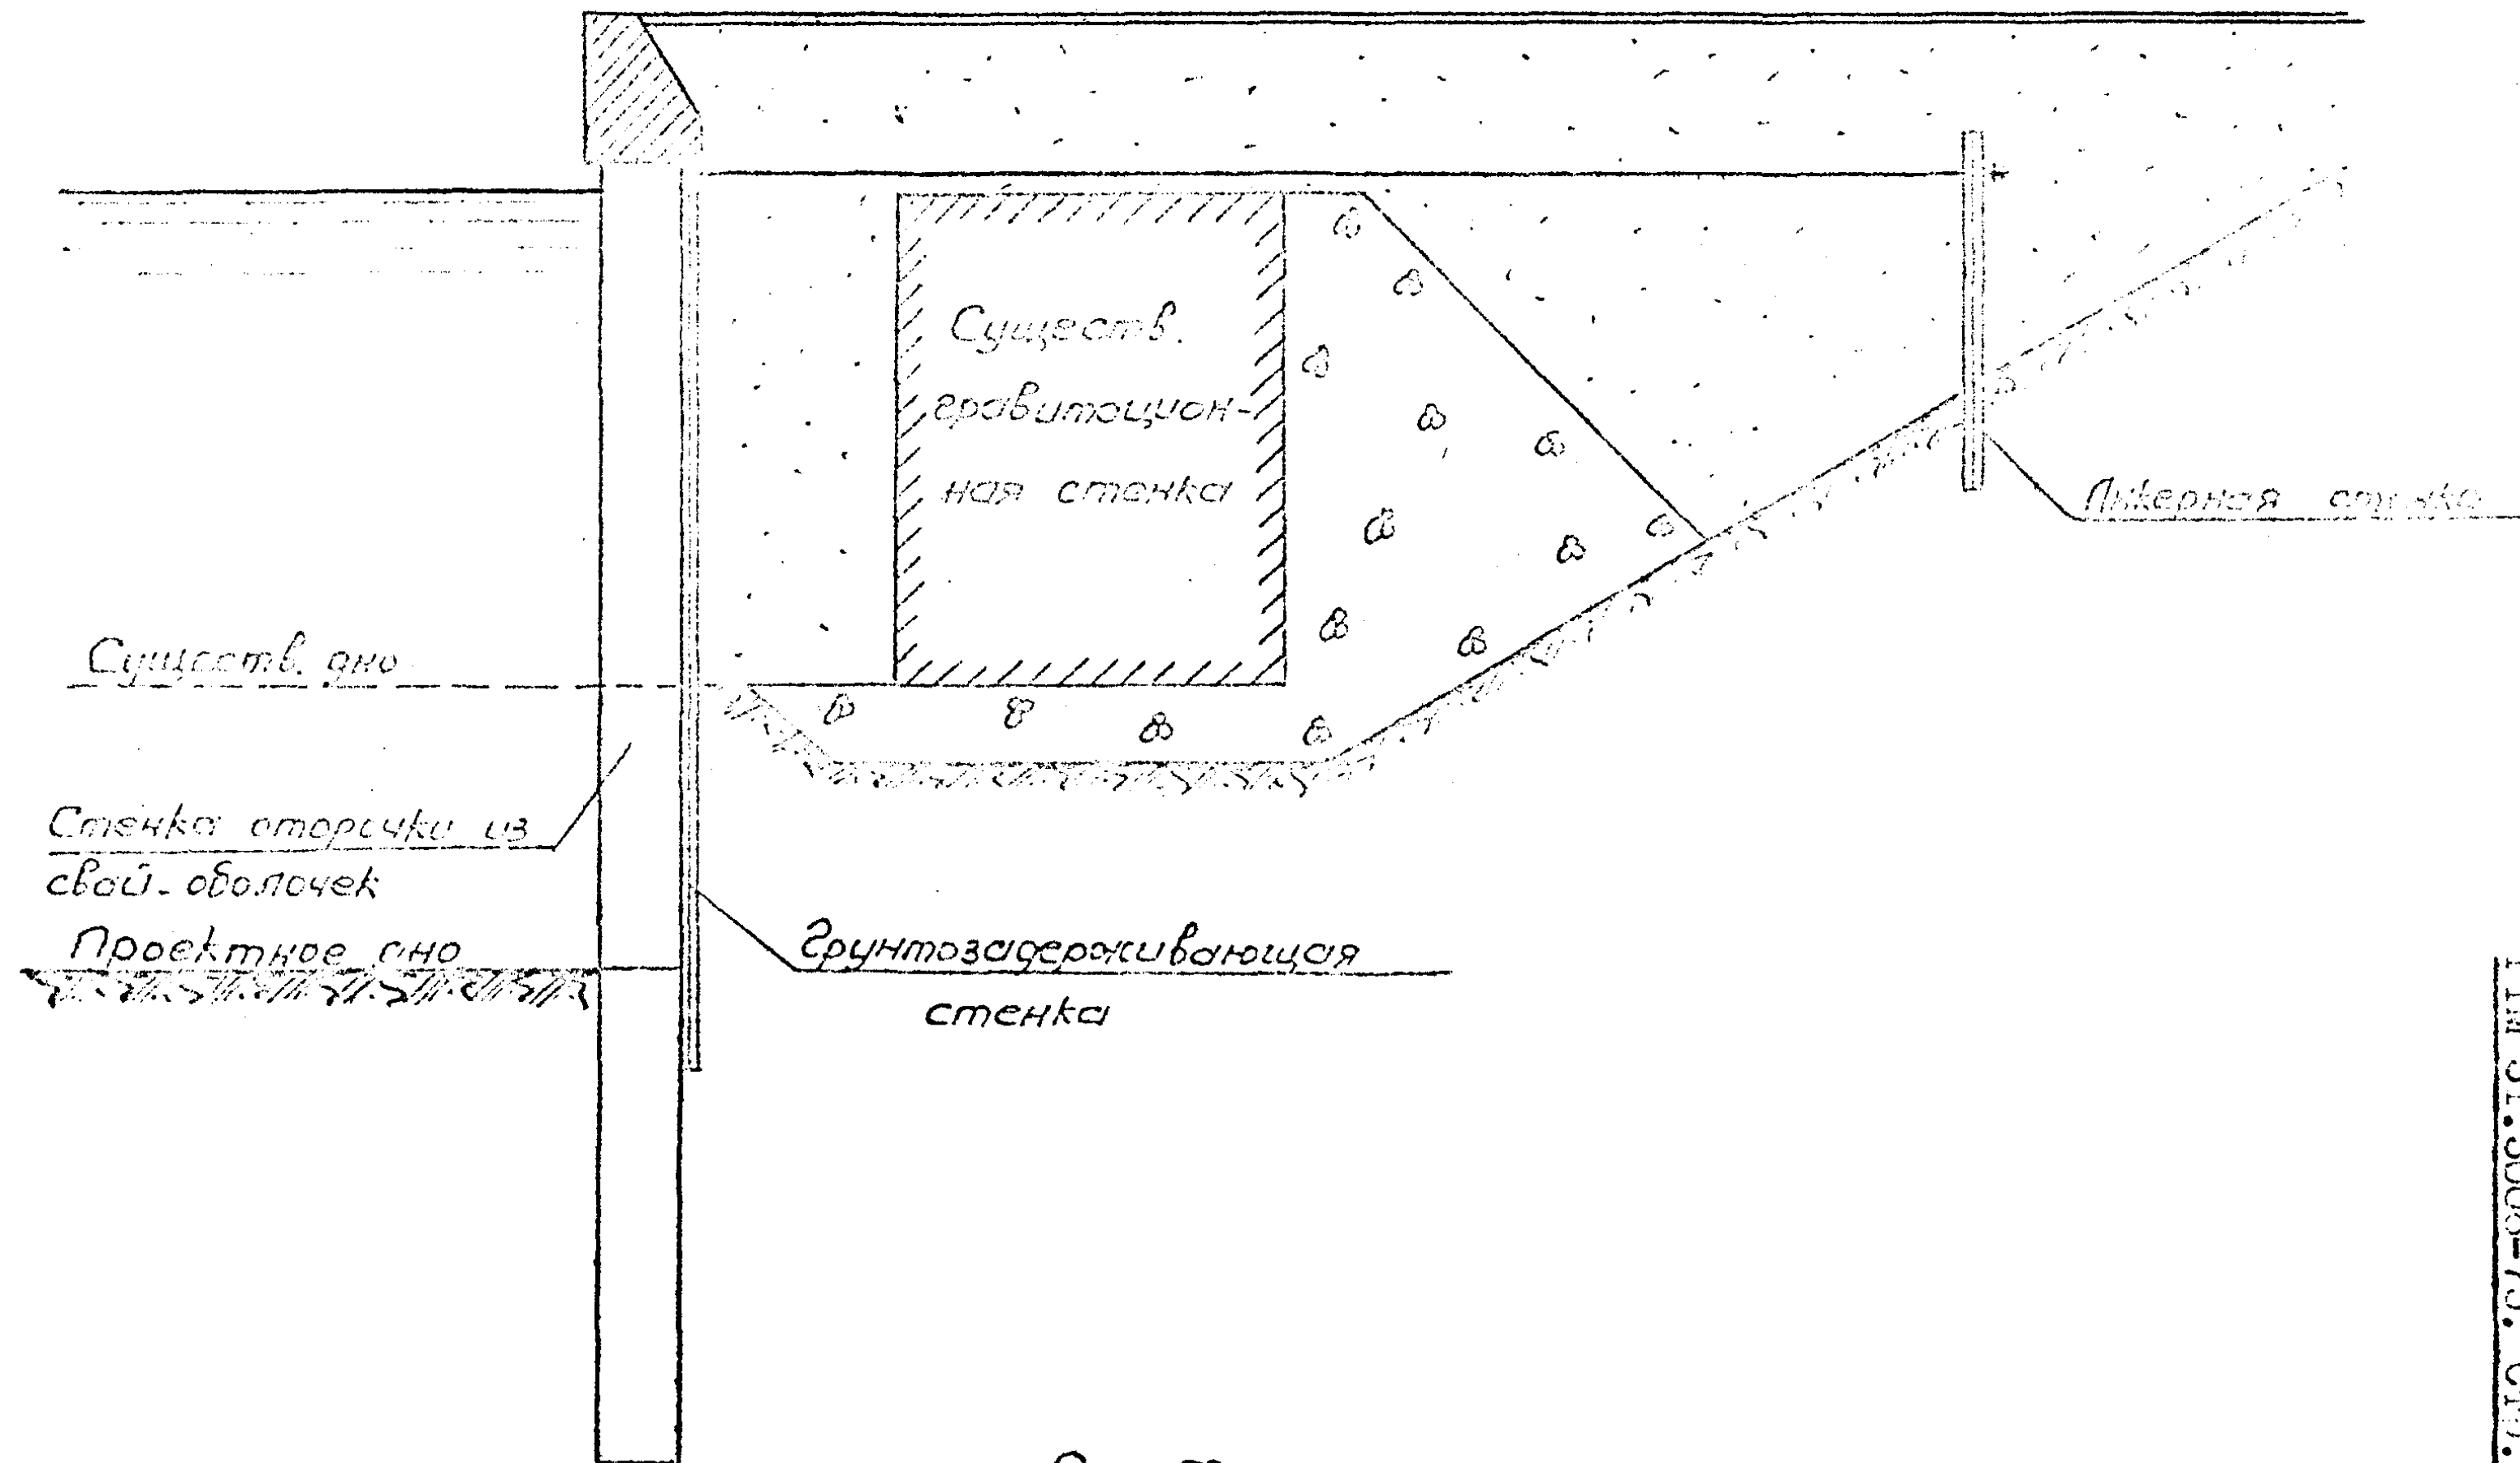 Существ.
гравитацион-
ная стенка
Анкерная стенка
Существ. дно
Стенка оторочки из
свай-оболочек
Проектное дно
Грунтозадерживающая
стенка